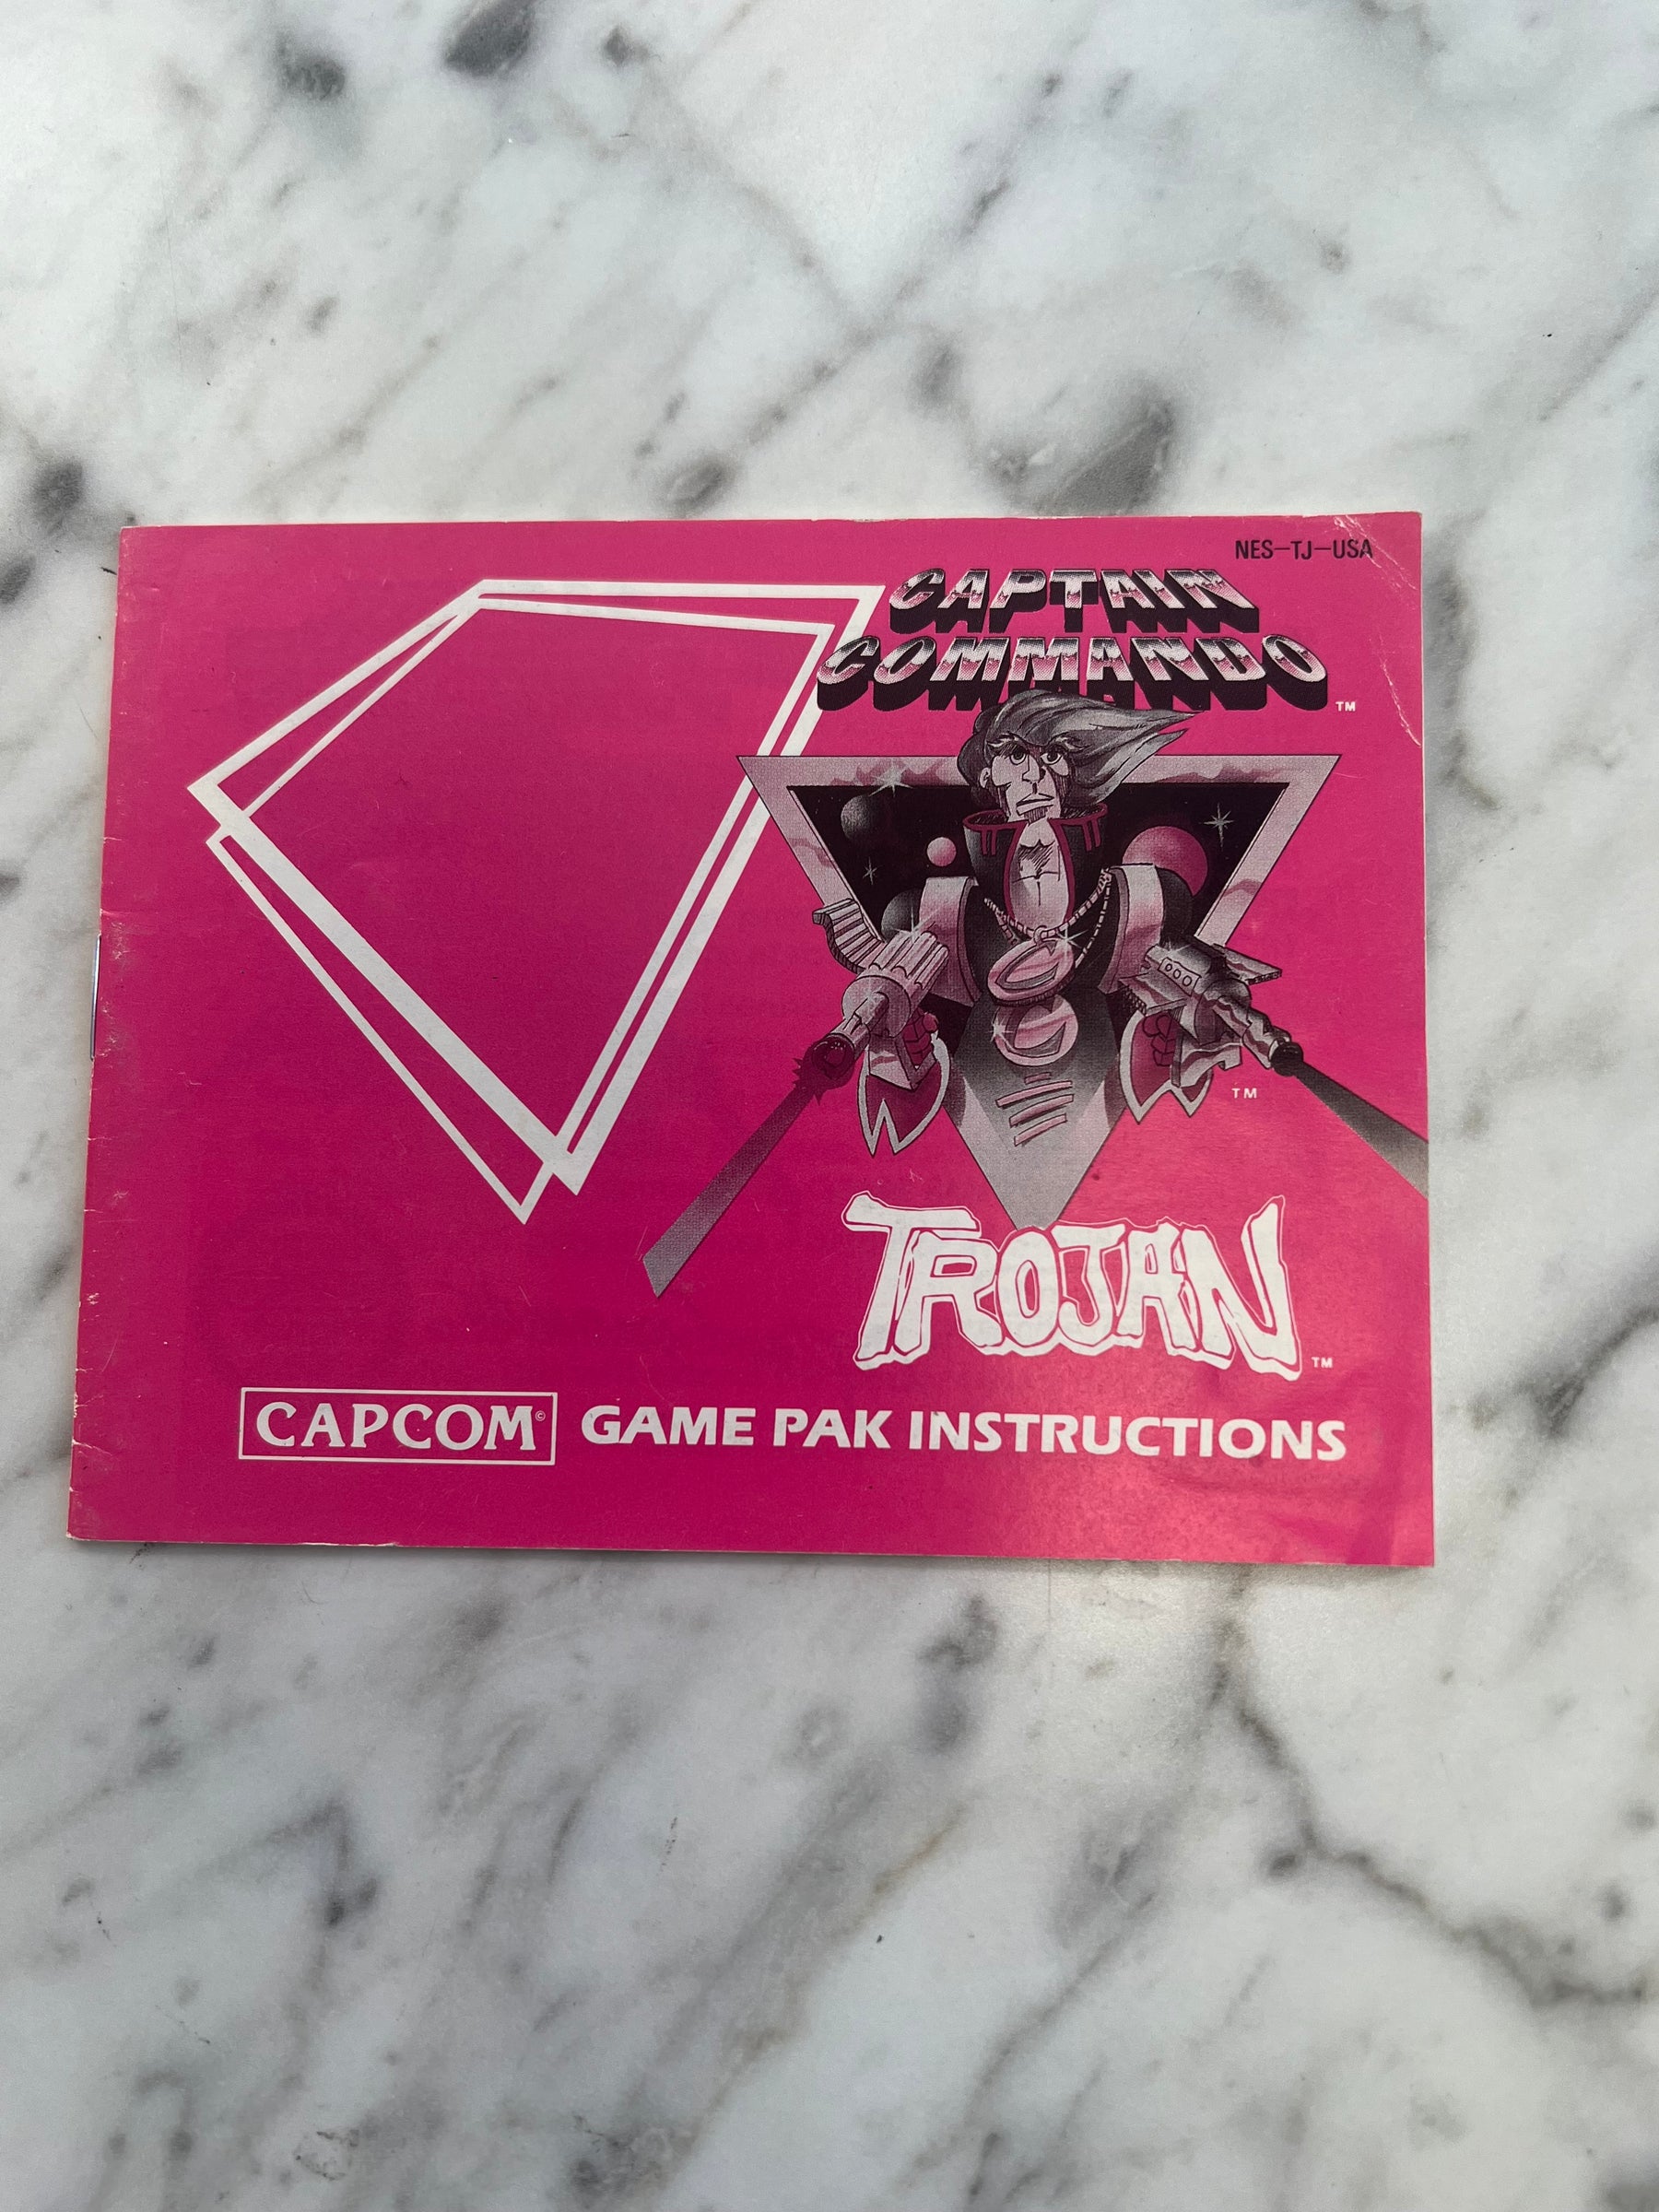 NES-TJ-USA
CAPTAIN
COMMANDO
TM
TM
TROJAN
TM
CAPCOM© GAME PAK INSTRUCTIONS